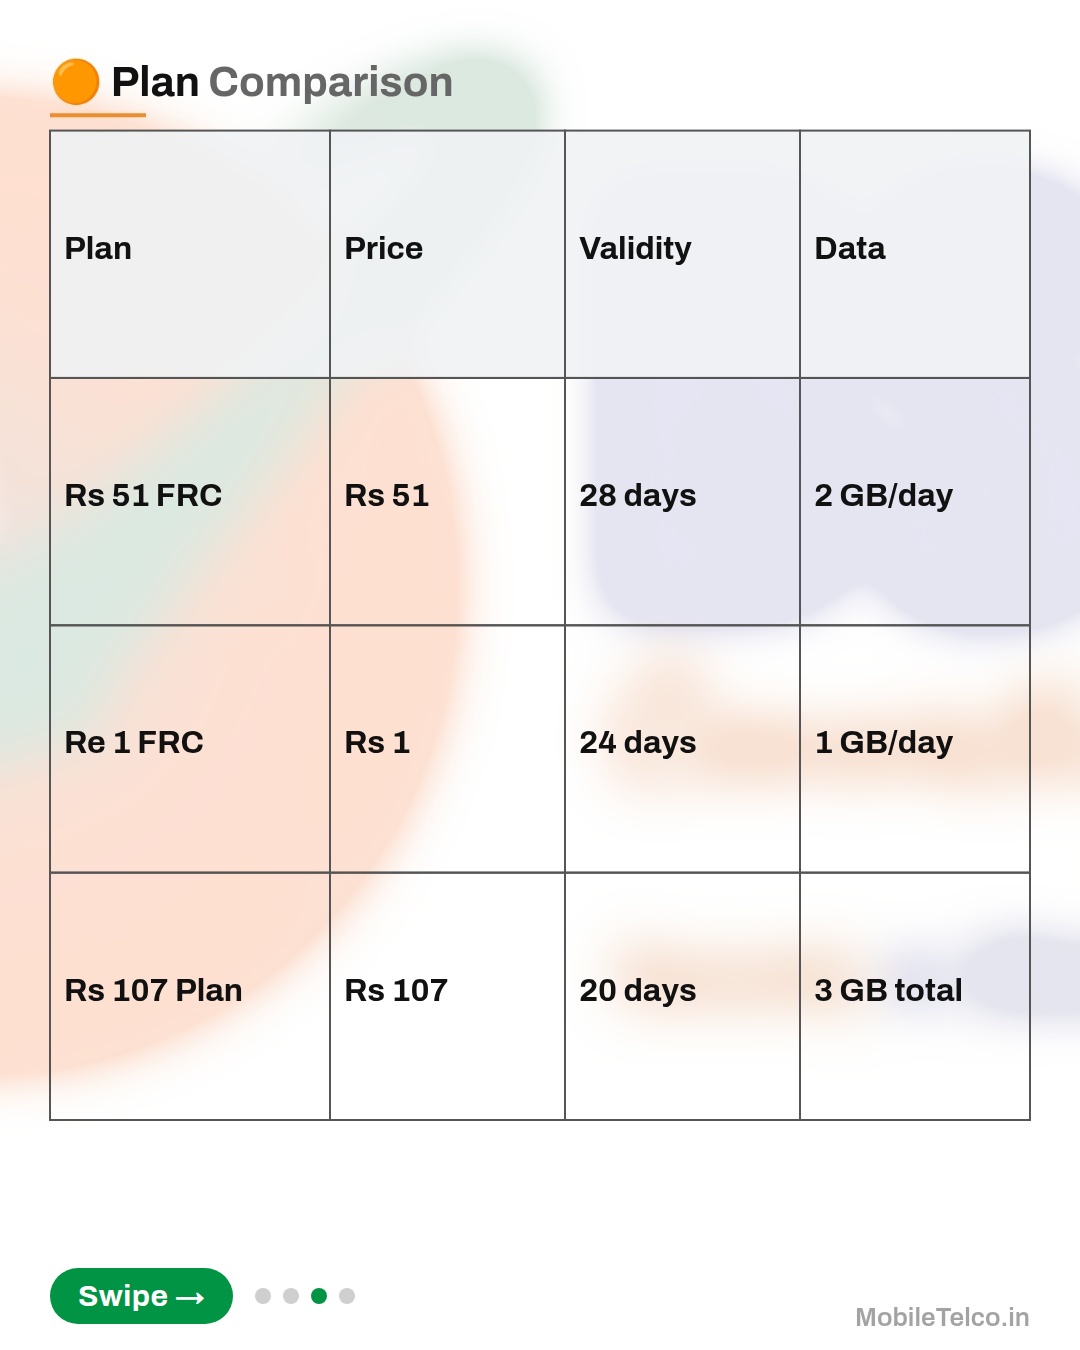 🟠 Plan Comparison
Plan Price Validity Data
Rs 51 FRC Rs 51 28 days 2 GB/day
Re 1 FRC Rs 1 24 days 1 GB/day
Rs 107 Plan Rs 107 20 days 3 GB total
Swipe →
MobileTelco.in